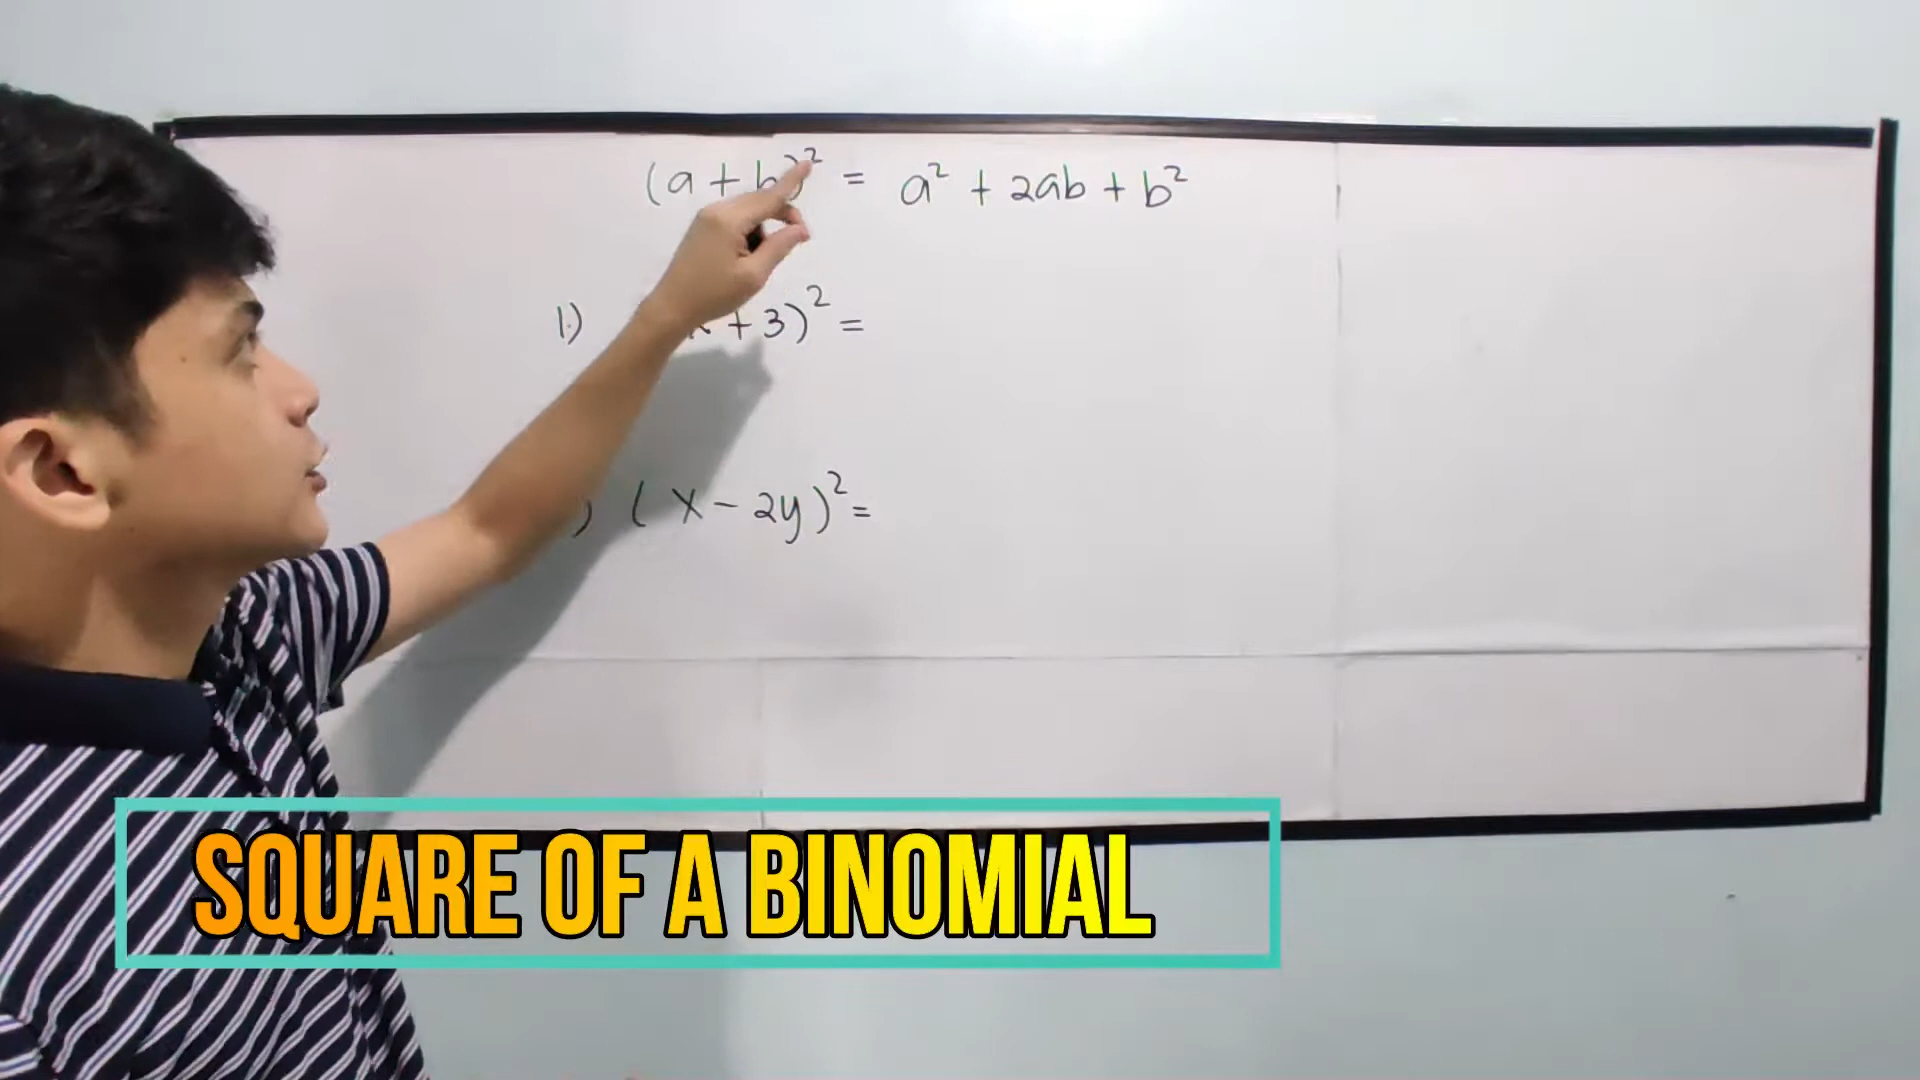 (a + b)² = a² + 2ab + b²
1) + 3)² =
) (x - 2y)² =
SQUARE OF A BINOMIAL